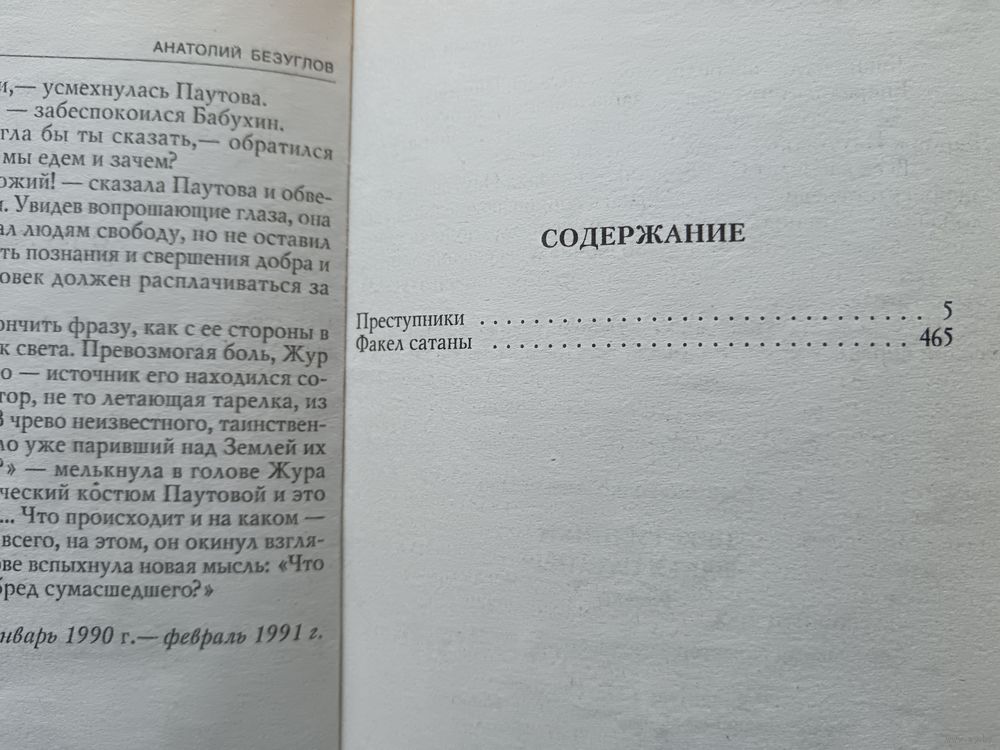 АНАТОЛИЙ БЕЗУГЛОВ
и,— усмехнулась Паутова.
— забеспокоился Бабухин.
гла бы ты сказать,— обратился
мы едем и зачем?
ожий! — сказала Паутова и обве-
и. Увидев вопрошающие глаза, она
ал людям свободу, но не оставил
ть познания и свершения добра и
овек должен расплачиваться за
ончить фразу, как с ее стороны в
к света. Превозмогая боль, Жур
о — источник его находился со-
тор, не то летающая тарелка, из
В чрево неизвестного, таинствен-
ло уже паривший над Землей их
?» — мелькнула в голове Жура
ческий костюм Паутовой и это
... Что происходит и на каком —
всего, на этом, он окинул взгля-
ове вспыхнула новая мысль: «Что
бред сумасшедшего?»
нварь 1990 г.— февраль 1991 г.
СОДЕРЖАНИЕ
Преступники . . . . . . . . . . . . . . . . . . . . . . . . . . . . . . . . . 5
Факел сатаны . . . . . . . . . . . . . . . . . . . . . . . . . . . . . . . 465